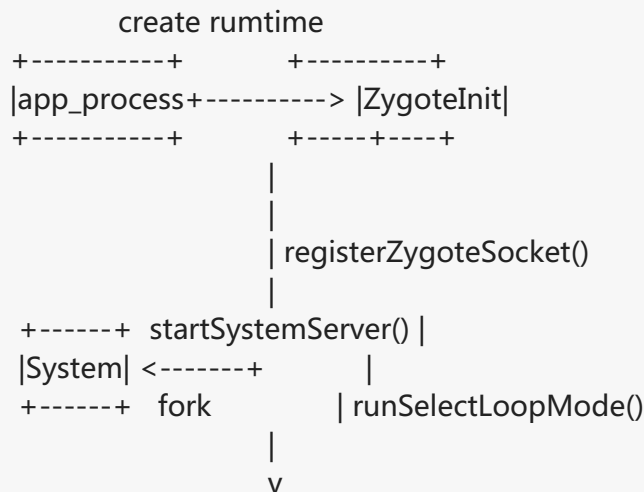 create rumtime
+-----------+ +----------+
|app_process+----------> |ZygoteInit|
+-----------+ +-----+----+
|
|
| registerZygoteSocket()
|
+------+ startSystemServer() |
|System| <-------+ |
+------+ fork | runSelectLoopMode()
|
v